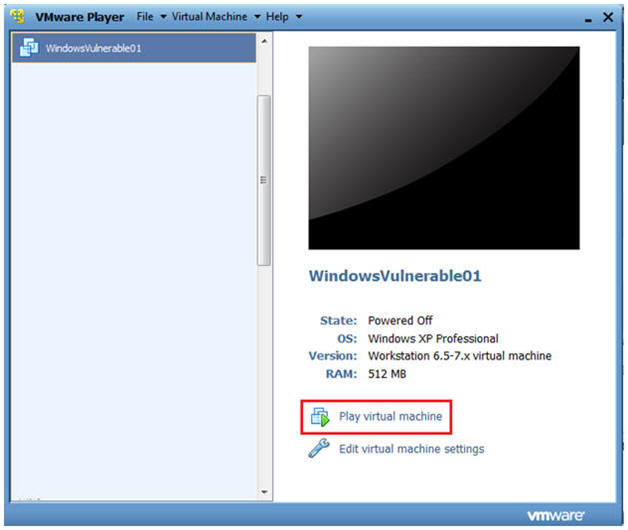 VMware Player File Virtual Machine Help
WindowsVulnerable01
WindowsVulnerable01
State: Powered Off
OS: Windows XP Professional
Version: Workstation 6.5-7.x virtual machine
RAM: 512 MB
Play virtual machine
Edit virtual machine settings
vmware